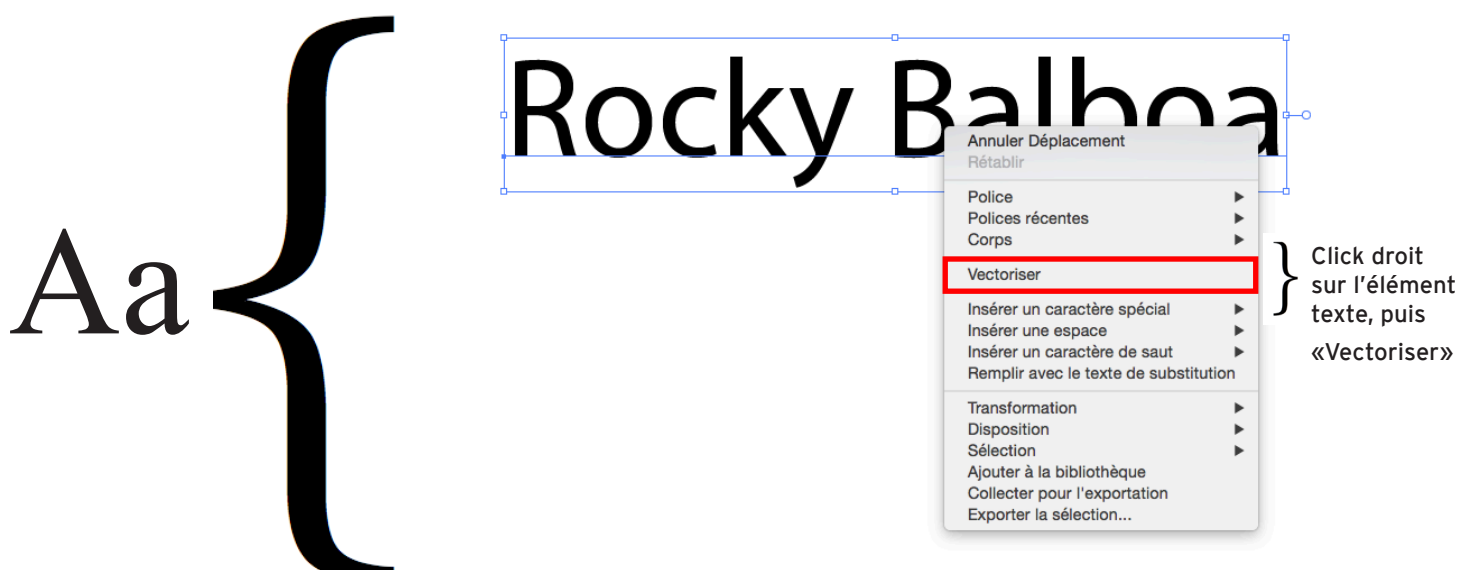 Aa
Rocky Balboa
Annuler Déplacement
Rétablir
Police
Polices récentes
Corps
Vectoriser
Insérer un caractère spécial
Insérer une espace
Insérer un caractère de saut
Remplir avec le texte de substitution
Transformation
Disposition
Sélection
Ajouter à la bibliothèque
Collecter pour l'exportation
Exporter la sélection...
Click droit
sur l'élément
texte, puis
«Vectoriser»